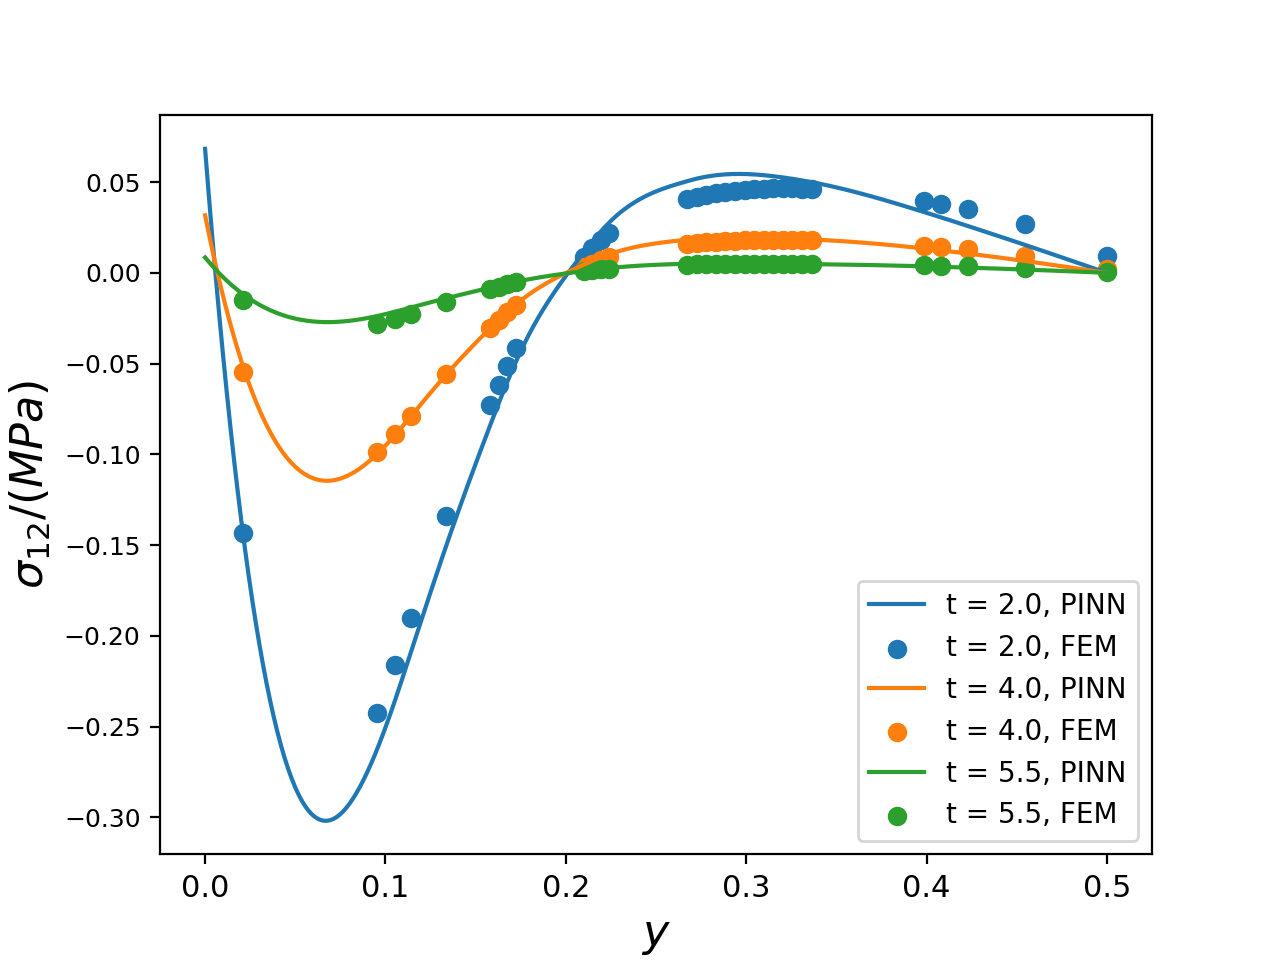 0.05
0.00
−0.05
−0.10
−0.15
−0.20
−0.25
−0.30
σ12/(MPa)
0.0 0.1 0.2 0.3 0.4 0.5
y
t = 2.0, PINN
t = 2.0, FEM
t = 4.0, PINN
t = 4.0, FEM
t = 5.5, PINN
t = 5.5, FEM